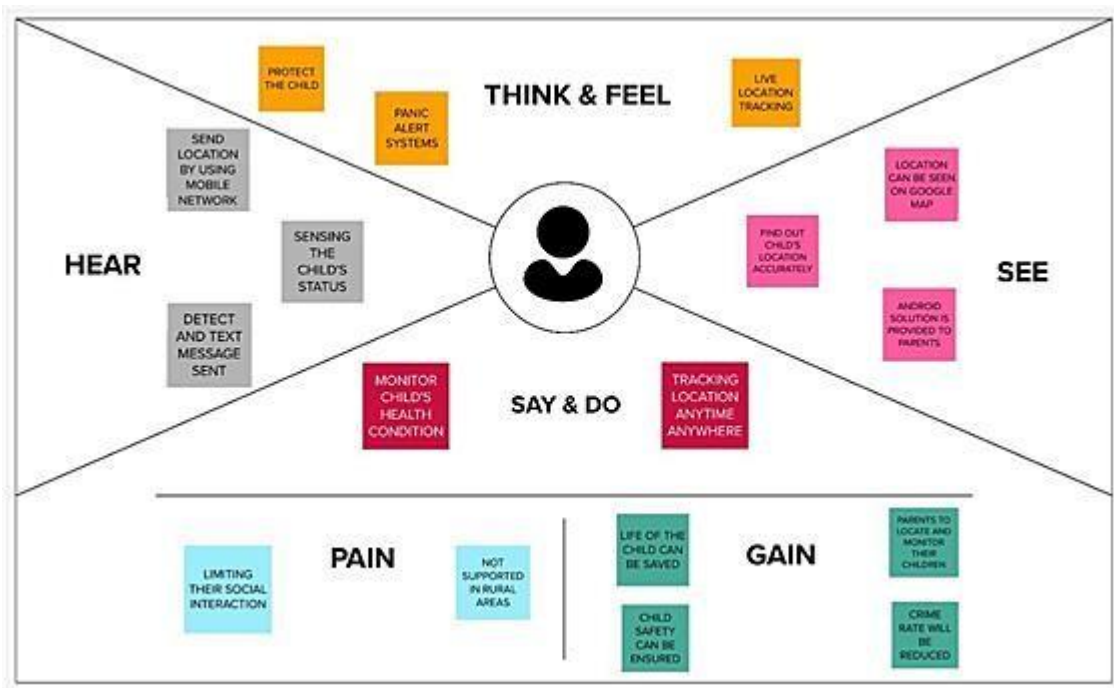 THINK & FEEL
PROTECT
THE CHILD
PANIC
ALERT
SYSTEMS
LIVE
LOCATION
TRACKING
HEAR
SEND
LOCATION
BY USING
MOBILE
NETWORK
SENSING
THE
CHILD'S
STATUS
DETECT
AND TEXT
MESSAGE
SENT
SEE
LOCATION
CAN BE SEEN
ON GOOGLE
MAP
FIND OUT
CHILD'S
LOCATION
ACCURATELY
ANDROID
SOLUTION IS
PROVIDED TO
PARENTS
SAY & DO
MONITOR
CHILD'S
HEALTH
CONDITION
TRACKING
LOCATION
ANYTIME
ANYWHERE
PAIN
LIMITING
THEIR SOCIAL
INTERACTION
NOT
SUPPORTED
IN RURAL
AREAS
GAIN
LIFE OF THE
CHILD CAN
BE SAVED
PARENTS TO
LOCATE AND
MONITOR
THEIR
CHILDREN
CHILD
SAFETY
CAN BE
ENSURED
CRIME
RATE WILL
BE
REDUCED